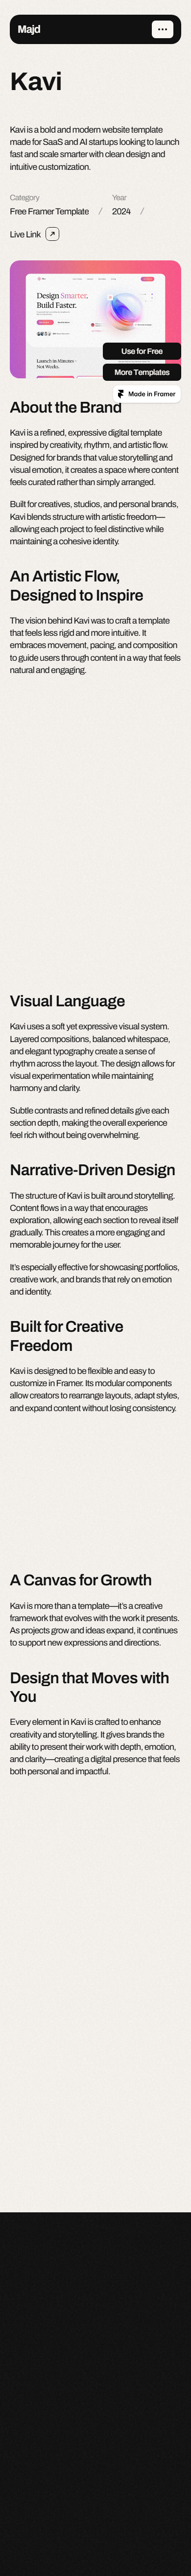 Majd
Kavi
Kavi is a bold and modern website template
made for SaaS and AI startups looking to launch
fast and scale smarter with clean design and
intuitive customization.
Category
Year
Free Framer Template / 2024 /
Live Link
Design Smarter,
Build Faster.
Launch in Minutes -
Not Weeks.
Use for Free
More Templates
Made in Framer
About the Brand
Kavi is a refined, expressive digital template
inspired by creativity, rhythm, and artistic flow.
Designed for brands that value storytelling and
visual emotion, it creates a space where content
feels curated rather than simply arranged.
Built for creatives, studios, and personal brands,
Kavi blends structure with artistic freedom—
allowing each project to feel distinctive while
maintaining a cohesive identity.
An Artistic Flow,
Designed to Inspire
The vision behind Kavi was to craft a template
that feels less rigid and more intuitive. It
embraces movement, pacing, and composition
to guide users through content in a way that feels
natural and engaging.
Visual Language
Kavi uses a soft yet expressive visual system.
Layered compositions, balanced whitespace,
and elegant typography create a sense of
rhythm across the layout. The design allows for
visual experimentation while maintaining
harmony and clarity.
Subtle contrasts and refined details give each
section depth, making the overall experience
feel rich without being overwhelming.
Narrative-Driven Design
The structure of Kavi is built around storytelling.
Content flows in a way that encourages
exploration, allowing each section to reveal itself
gradually. This creates a more engaging and
memorable journey for the user.
It’s especially effective for showcasing portfolios,
creative work, and brands that rely on emotion
and identity.
Built for Creative
Freedom
Kavi is designed to be flexible and easy to
customize in Framer. Its modular components
allow creators to rearrange layouts, adapt styles,
and expand content without losing consistency.
A Canvas for Growth
Kavi is more than a template—it’s a creative
framework that evolves with the work it presents.
As projects grow and ideas expand, it continues
to support new expressions and directions.
Design that Moves with
You
Every element in Kavi is crafted to enhance
creativity and storytelling. It gives brands the
ability to present their work with depth, emotion,
and clarity—creating a digital presence that feels
both personal and impactful.